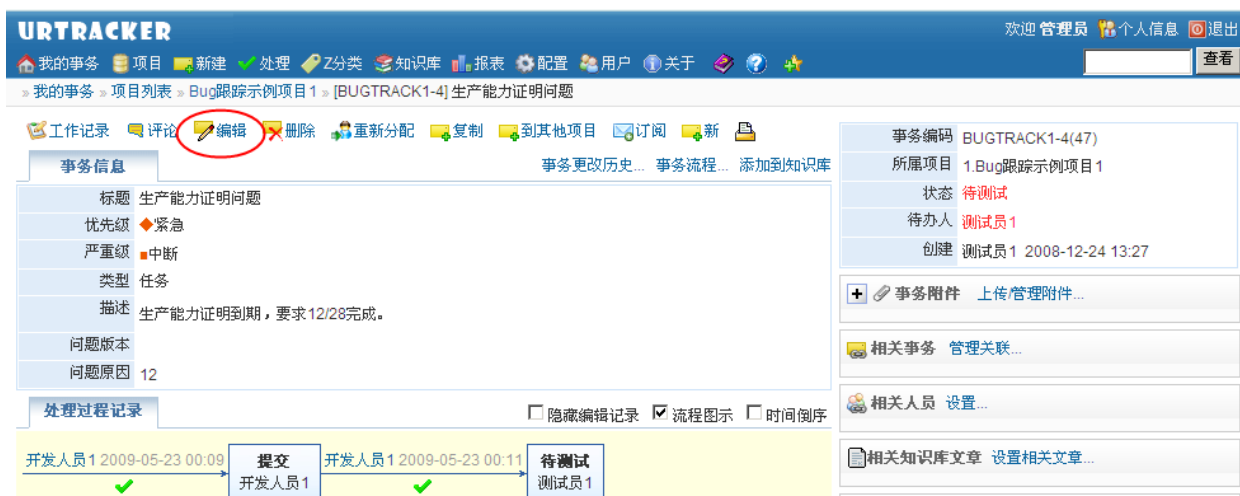 URTRACKER
欢迎 管理员 个人信息 退出
我的事务 项目 新建 处理 Z分类 知识库 报表 配置 用户 关于 查看
» 我的事务 » 项目列表 » Bug跟踪示例项目1 » [BUGTRACK1-4] 生产能力证明问题
工作记录 评论 编辑 删除 重新分配 复制 到其他项目 订阅 新
事务信息 事务更改历史... 事务流程... 添加到知识库
标题 生产能力证明问题
优先级 紧急
严重级 中断
类型 任务
描述 生产能力证明到期，要求12/28完成。
问题版本
问题原因 12
处理过程记录 隐藏编辑记录 流程图示 时间倒序
开发人员1 2009-05-23 00:09 提交 开发人员1 2009-05-23 00:11 待测试
开发人员1 测试员1
事务编码 BUGTRACK1-4(47)
所属项目 1.Bug跟踪示例项目1
状态 待测试
待办人 测试员1
创建 测试员1 2008-12-24 13:27
事务附件 上传/管理附件...
相关事务 管理关联...
相关人员 设置...
相关知识库文章 设置相关文章...